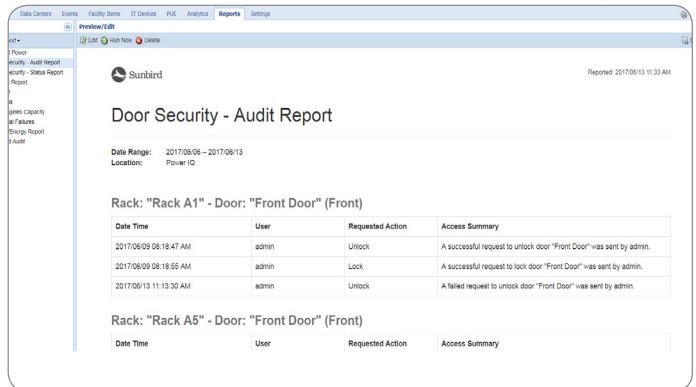 Data Centers Events Facility Items IT Devices PUE Analytics Reports Settings
« Preview/Edit
Edit Run Now Delete
Power
ecurity - Audit Report
ecurity - Status Report
Report
geles Capacity
al Failures
/Energy Report
d Audit
Sunbird
Reported: 2017/06/13 11:33 AM
Door Security - Audit Report
Date Range: 2017/06/06 – 2017/06/13
Location: Power IQ
Rack: "Rack A1" - Door: "Front Door" (Front)
Date Time User Requested Action Access Summary
2017/06/09 08:18:47 AM admin Unlock A successful request to unlock door "Front Door" was sent by admin.
2017/06/09 08:18:55 AM admin Lock A successful request to lock door "Front Door" was sent by admin.
2017/06/13 11:13:30 AM admin Unlock A failed request to unlock door "Front Door" was sent by admin.
Rack: "Rack A5" - Door: "Front Door" (Front)
Date Time User Requested Action Access Summary